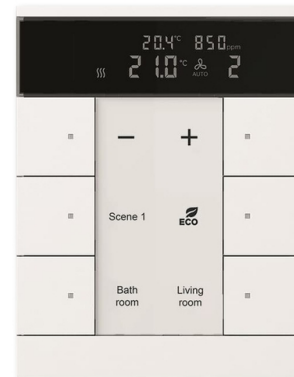 20.4°C 850ppm
21.0°C AUTO 2
− +
Scene 1 ECO
Bath Living
room room